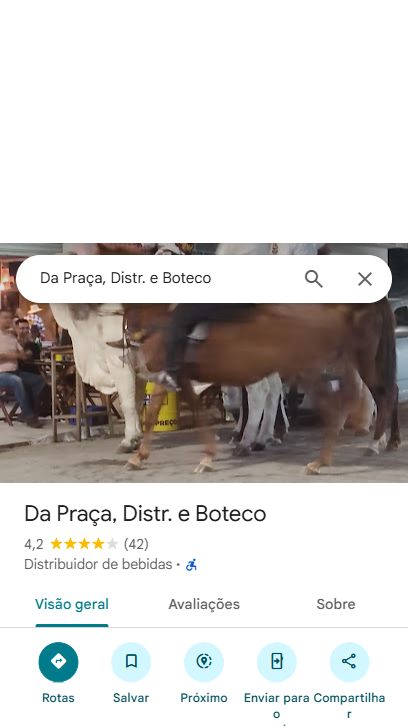 Da Praça, Distr. e Boteco
PREÇO
Da Praça, Distr. e Boteco
4,2 (42)
Distribuidor de bebidas ·
Visão geral Avaliações Sobre
Rotas Salvar Próximo Enviar para o Compartilhar